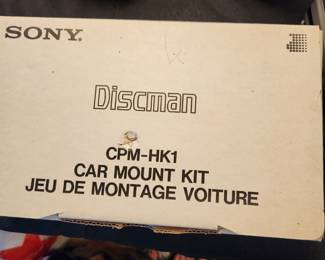 SONY.
Discman
CPM-HK1
CAR MOUNT KIT
JEU DE MONTAGE VOITURE